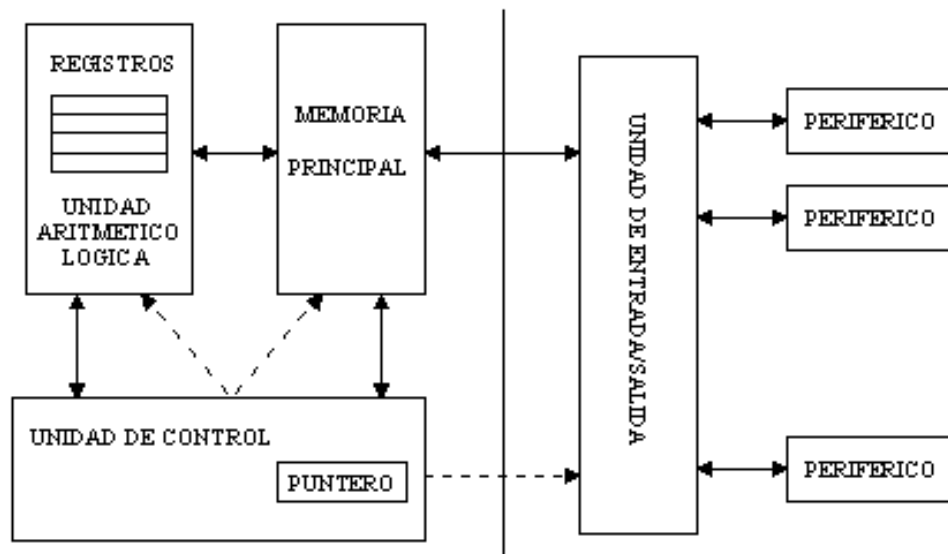 REGISTROS
UNIDAD
ARITMETICO
LOGICA
MEMORIA
PRINCIPAL
UNIDAD DE CONTROL
PUNTERO
UNIDAD DE ENTRADA/SALIDA
PERIFERICO
PERIFERICO
PERIFERICO